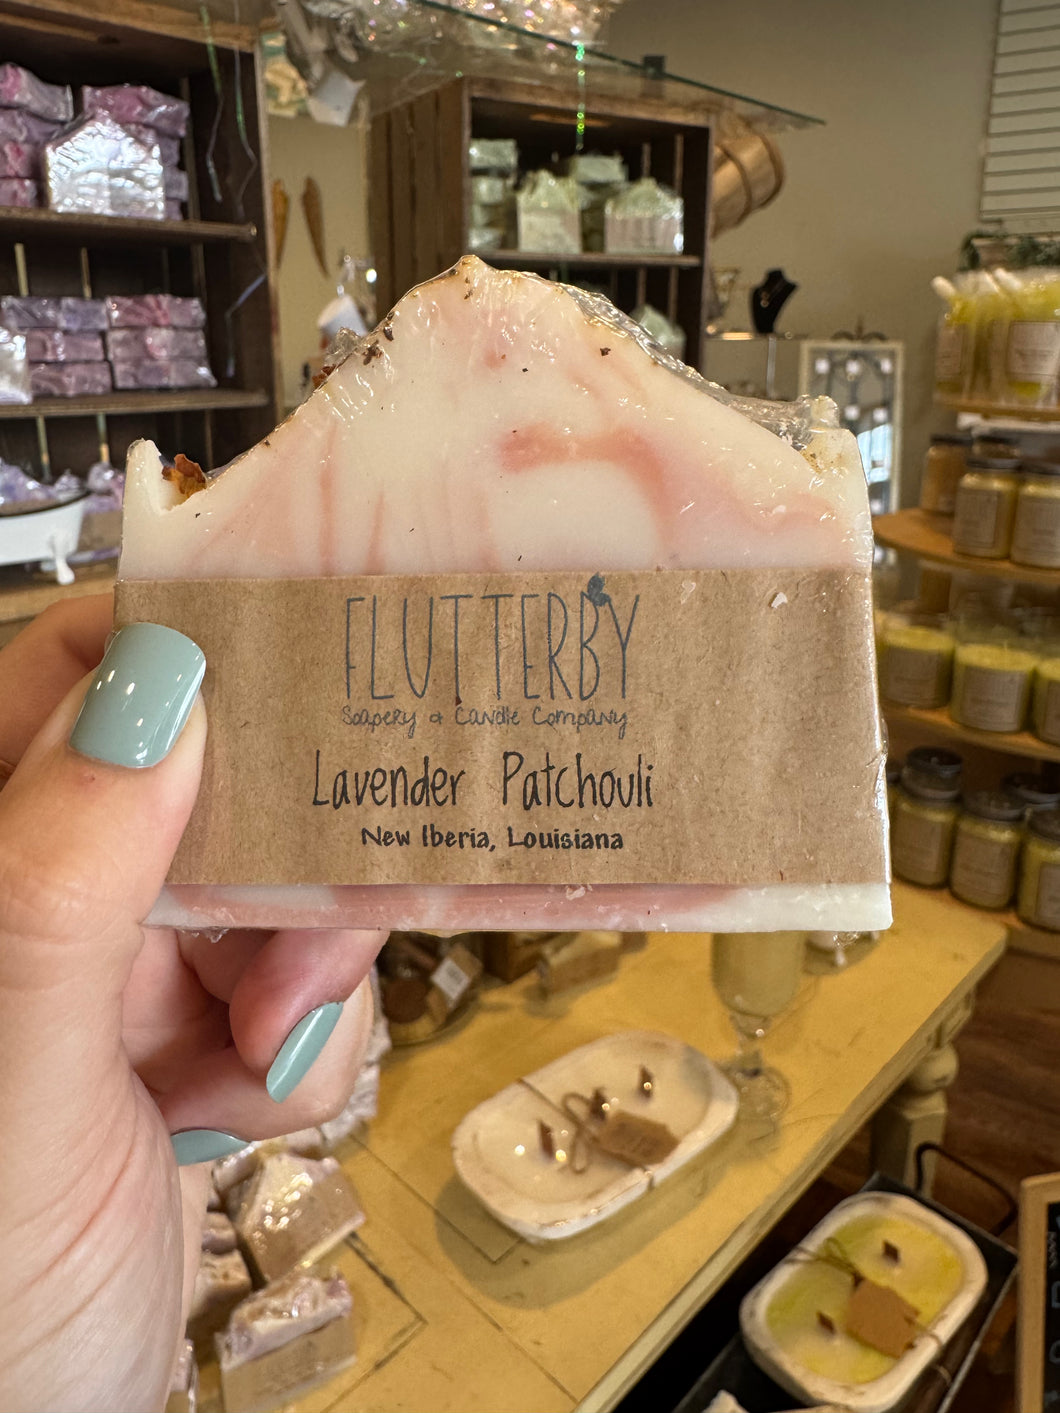 FLUTTERBY
Soapery & Candle Company
Lavender Patchouli
New Iberia, Louisiana